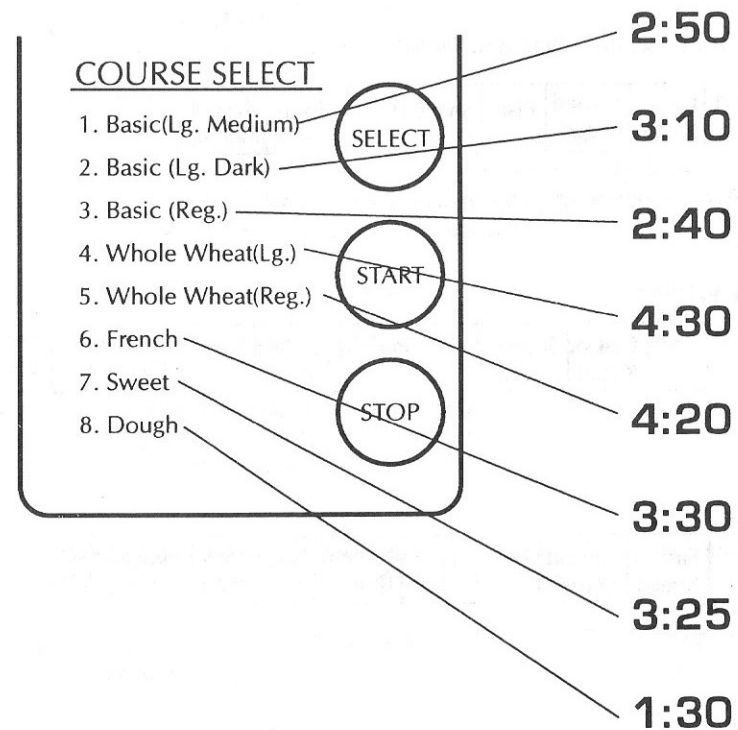 COURSE SELECT
1. Basic(Lg. Medium)
2. Basic (Lg. Dark)
3. Basic (Reg.)
4. Whole Wheat(Lg.)
5. Whole Wheat(Reg.)
6. French
7. Sweet
8. Dough
SELECT
START
STOP
2:50
3:10
2:40
4:30
4:20
3:30
3:25
1:30